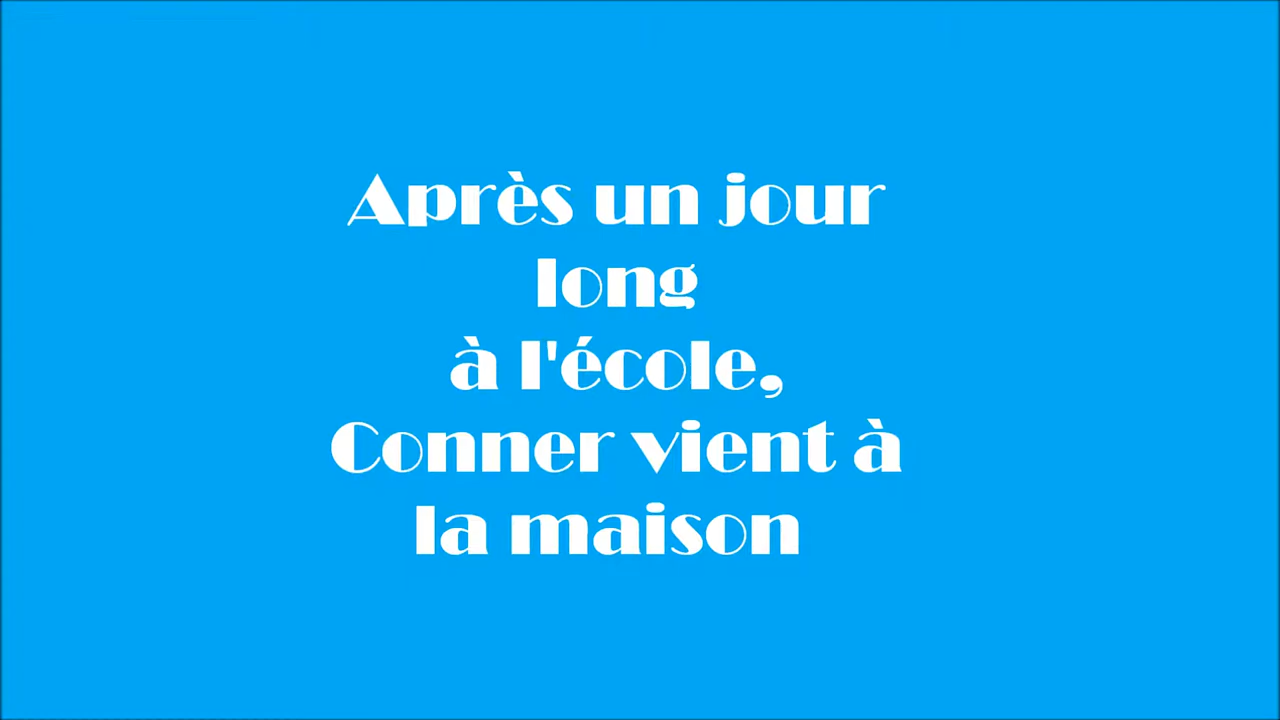 Après un jour
long
à l'école,
Conner vient à
la maison